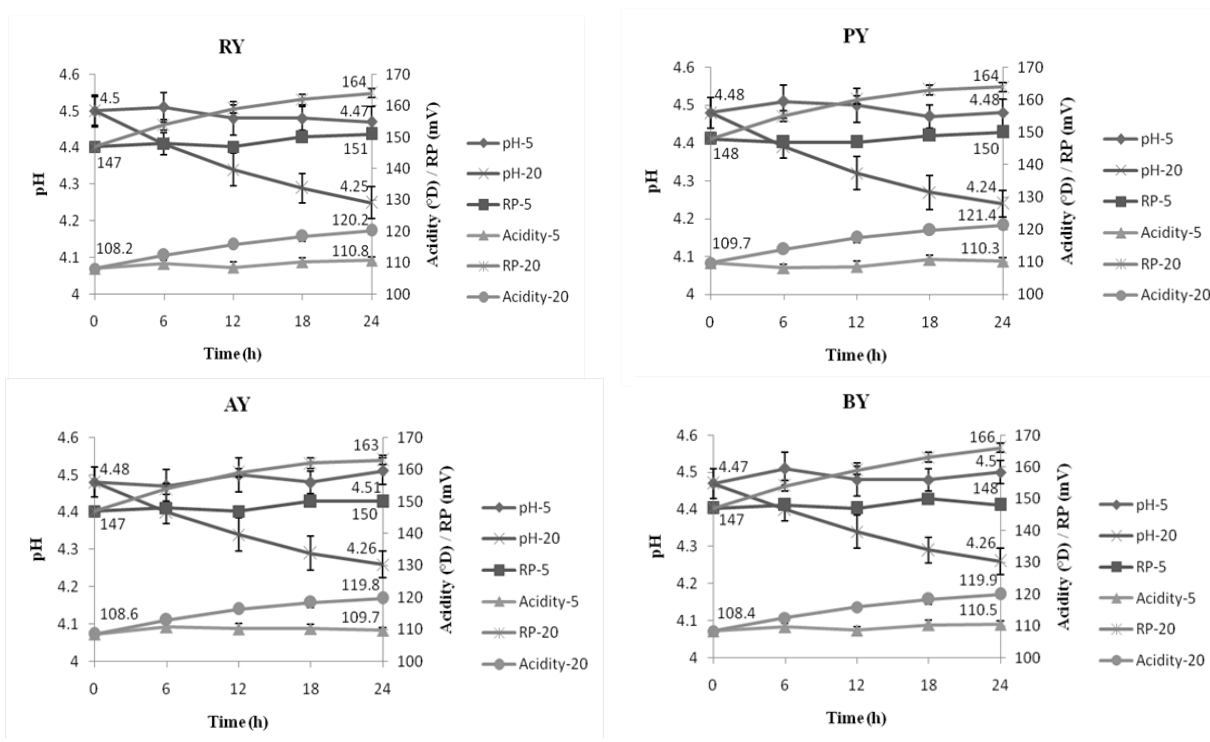 RY
4.6
4.5
4.4
4.3
4.2
4.1
4
pH
170
160
150
140
130
120
110
100
Acidity (°D) / RP (mV)
4.5
164
4.47
147
151
4.25
108.2
120.2
110.8
0 6 12 18 24
Time (h)
pH-5
pH-20
RP-5
Acidity-5
RP-20
Acidity-20
PY
4.6
4.5
4.4
4.3
4.2
4.1
4
pH
170
160
150
140
130
120
110
100
Acidity (°D) / RP (mV)
4.48
164
4.48
148
150
4.24
109.7
121.4
110.3
0 6 12 18 24
Time (h)
pH-5
pH-20
RP-5
Acidity-5
RP-20
Acidity-20
AY
4.6
4.5
4.4
4.3
4.2
4.1
4
pH
170
160
150
140
130
120
110
100
Acidity (°D) / RP (mV)
4.48
163
4.51
147
150
4.26
108.6
119.8
109.7
0 6 12 18 24
Time (h)
pH-5
pH-20
RP-5
Acidity-5
RP-20
Acidity-20
BY
4.6
4.5
4.4
4.3
4.2
4.1
4
pH
170
160
150
140
130
120
110
100
Acidity (°D) / RP (mV)
4.47
166
4.5
148
147
4.26
108.4
119.9
110.5
0 6 12 18 24
Time (h)
pH-5
pH-20
RP-5
Acidity-5
RP-20
Acidity-20